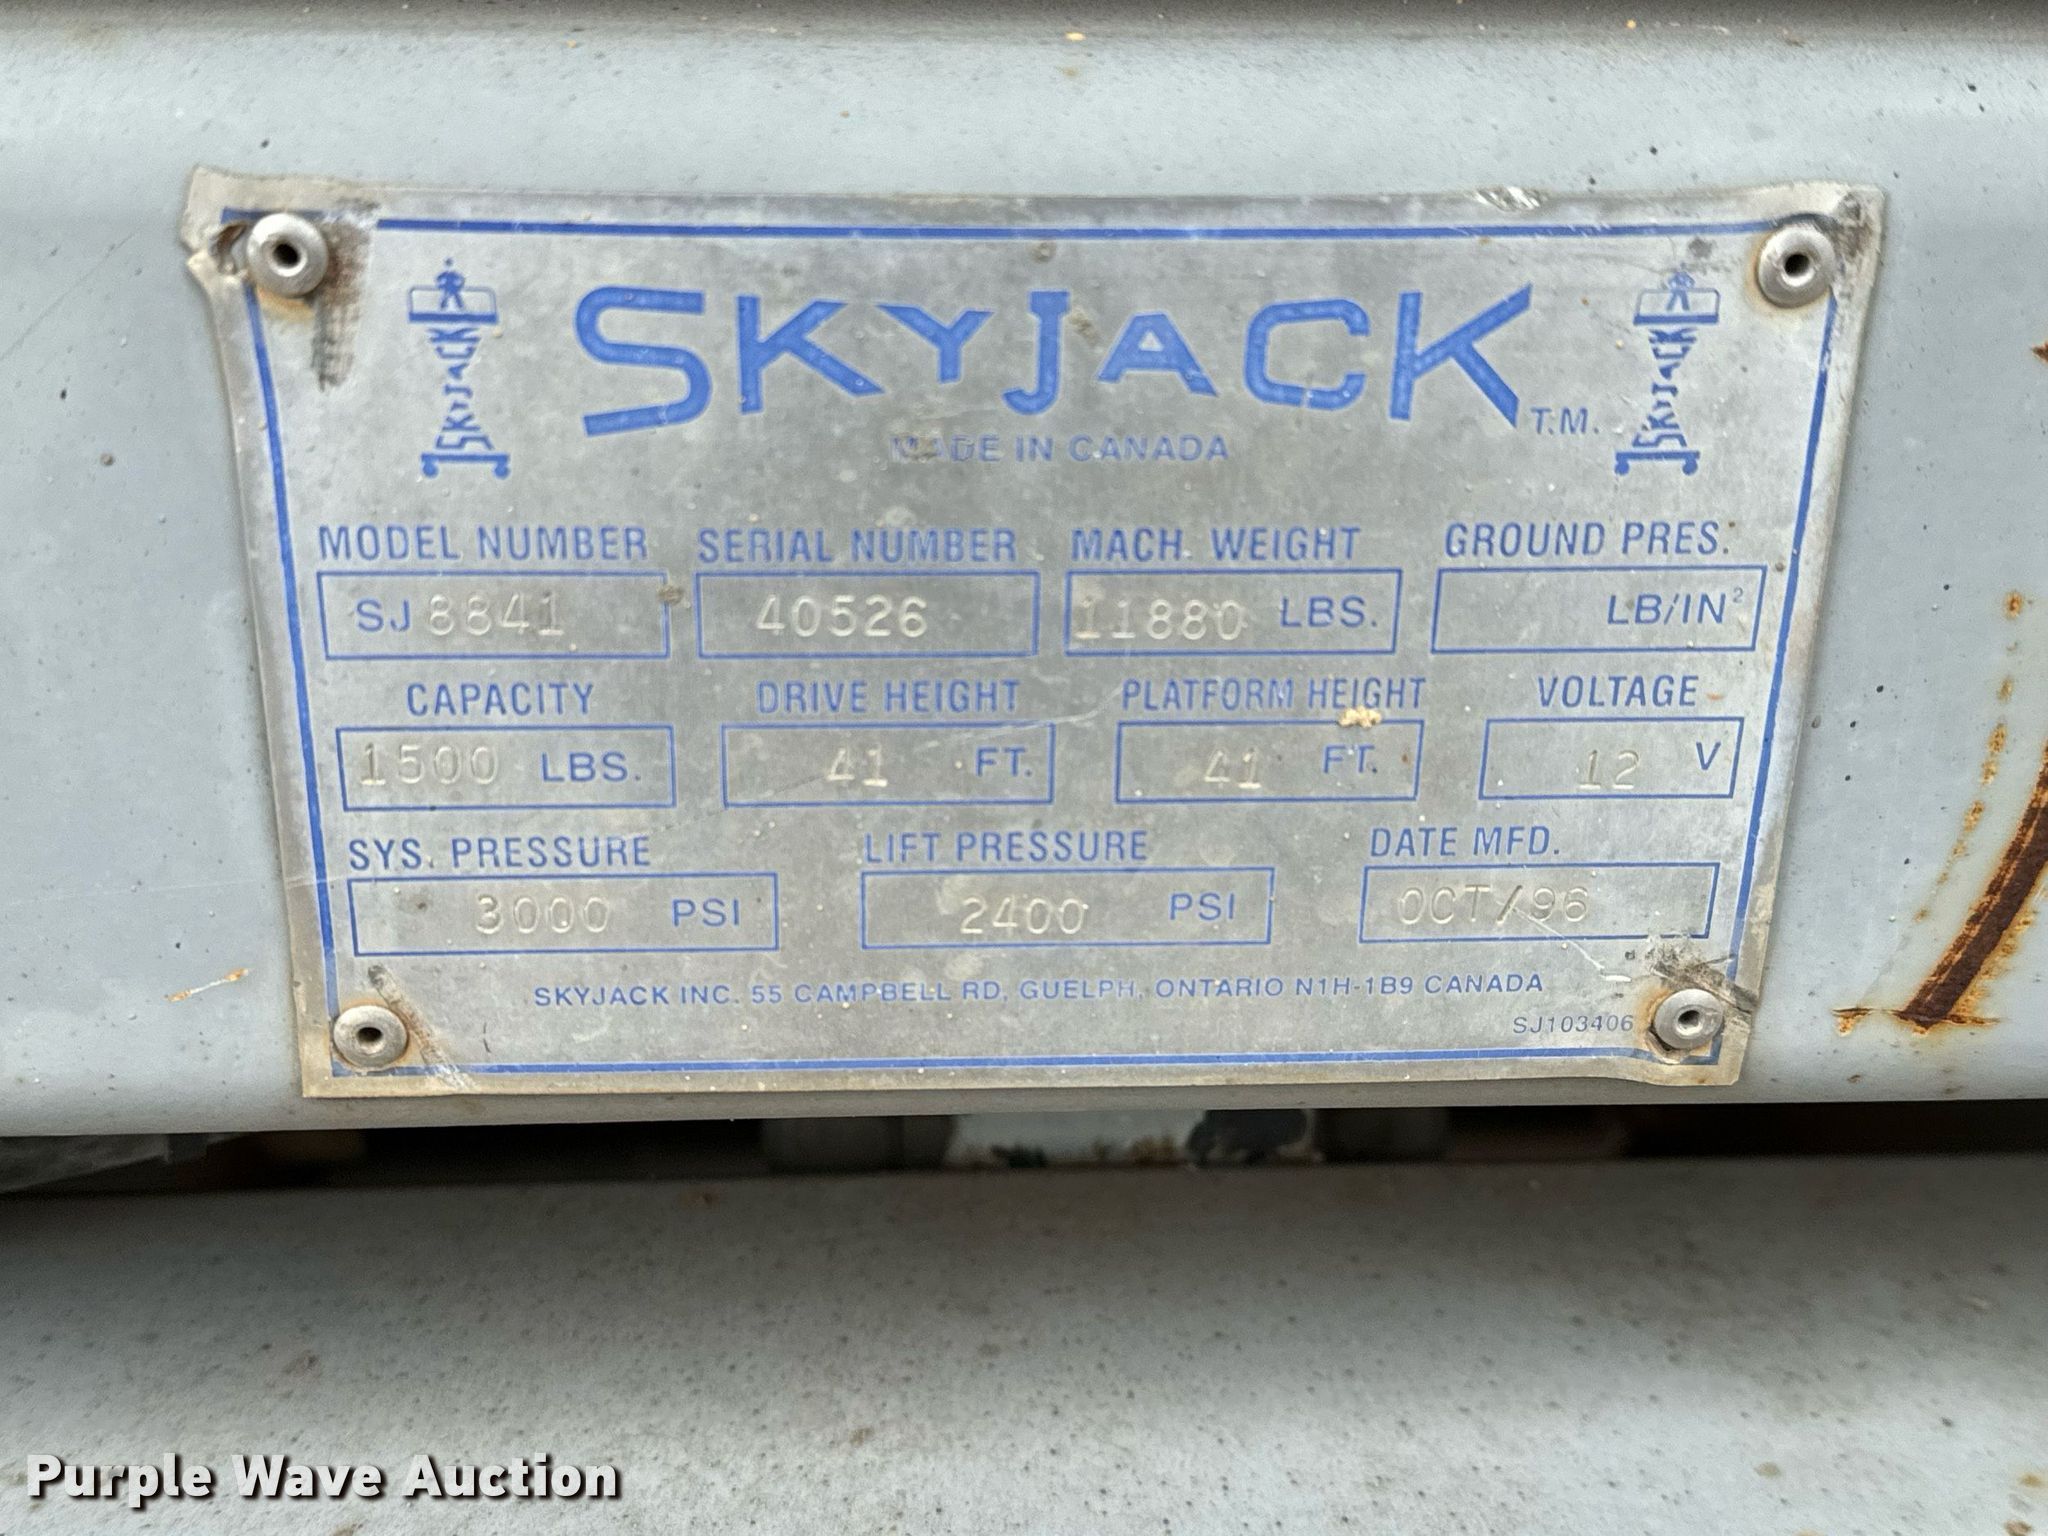 SKYJACK
SKYJACK T.M.
SKYJACK
MADE IN CANADA
MODEL NUMBER SERIAL NUMBER MACH. WEIGHT GROUND PRES.
SJ 8841 40526 11880 LBS. LB/IN²
CAPACITY DRIVE HEIGHT PLATFORM HEIGHT VOLTAGE
1500 LBS. 41 FT. 41 FT. 12 V
SYS. PRESSURE LIFT PRESSURE DATE MFD.
3000 PSI 2400 PSI OCT/96
SKYJACK INC. 55 CAMPBELL RD, GUELPH, ONTARIO N1H-1B9 CANADA
SJ103406
Purple Wave Auction